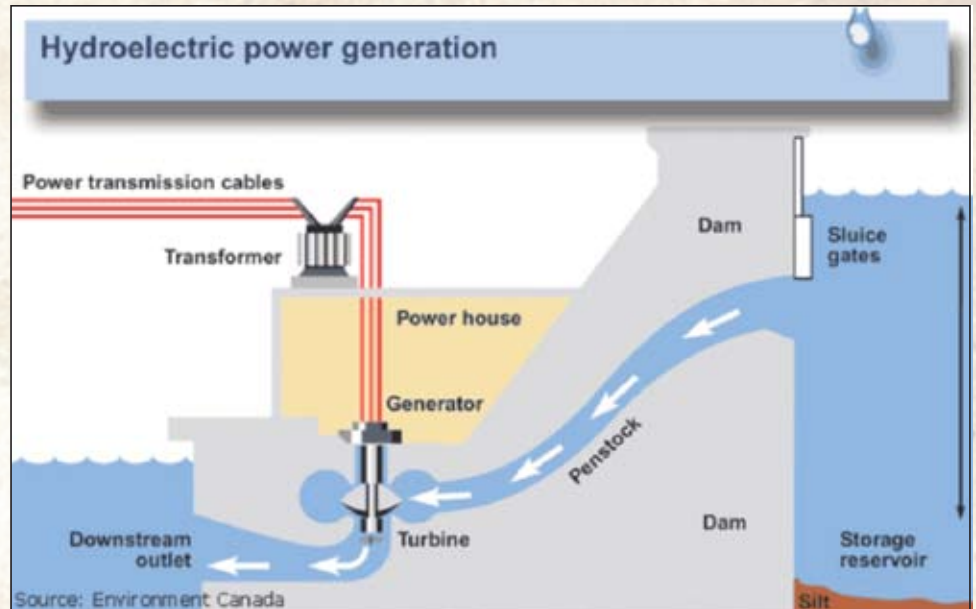 Hydroelectric power generation
Power transmission cables
Transformer
Dam
Sluice
gates
Power house
Generator
Penstock
Downstream
outlet
Turbine
Dam
Storage
reservoir
Source: Environment Canada
Silt